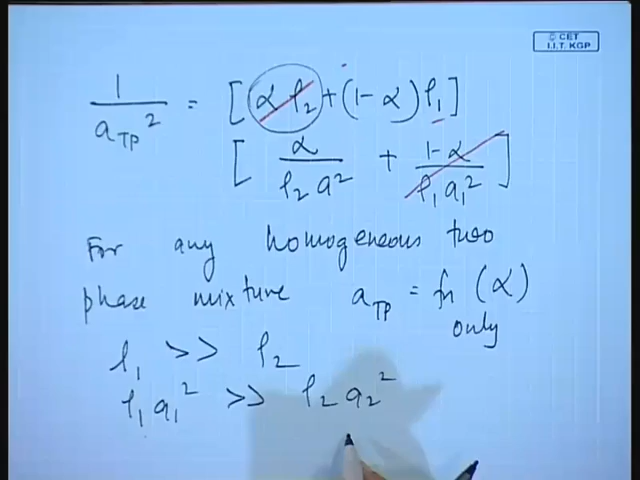 © CET
I.I.T. KGP
1/a_TP² = [α ρ₂ + (1-α) ρ₁]
[α/(ρ₂ a²) + (1-α)/(ρ₁ a₁²)]
For any homogeneous two
phase mixture a_TP = fn (α)
only
ρ₁ >> ρ₂
ρ₁ a₁² >> ρ₂ a₂²